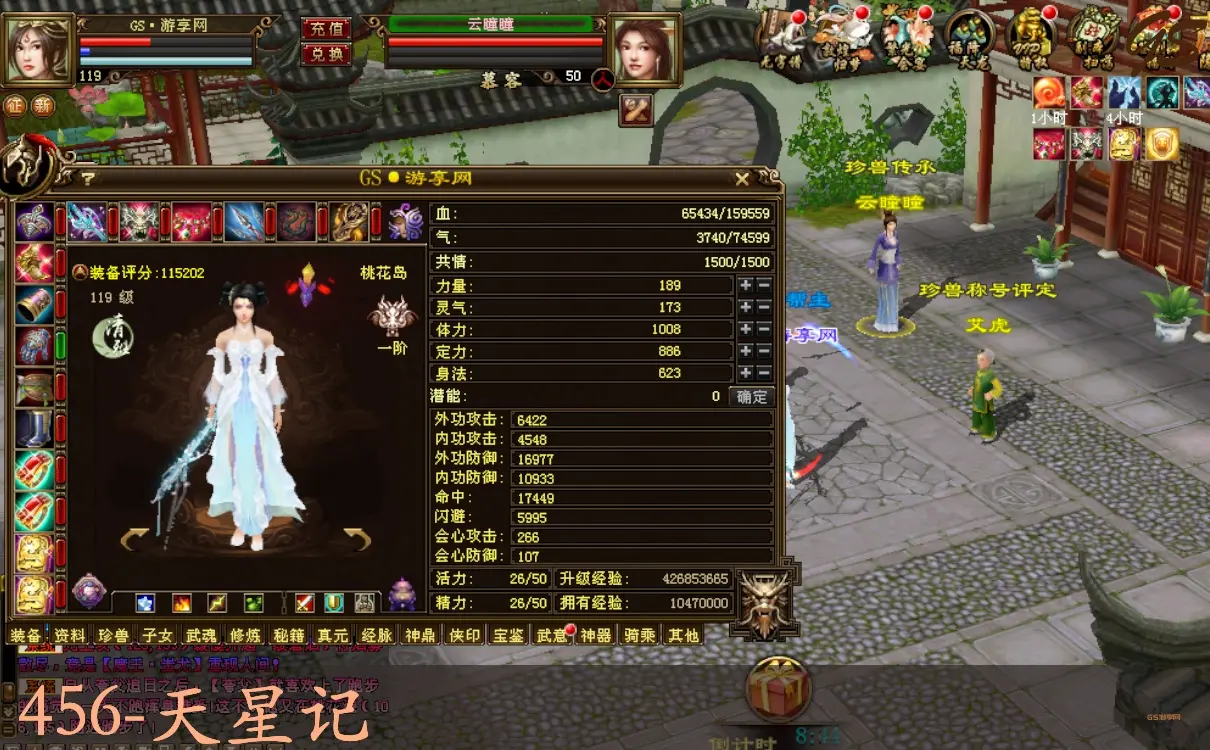 GS·游享网
充值
兑换
云瞳瞳
119
慕容
50
征 新
1小时
4小时
珍兽传承
云瞳瞳
珍兽称号评定
艾虎
帮主
? GS●游享网
装备评分:115202
119 级
桃花岛
一阶
血: 65434/159559
气: 3740/74599
共情: 1500/1500
力量: 189
灵气: 173
体力: 1008
定力: 886
身法: 623
潜能: 0 确定
外功攻击: 6422
内功攻击: 4548
外功防御: 16977
内功防御: 10933
命中: 17449
闪避: 5995
会心攻击: 266
会心防御: 107
活力: 26/50 升级经验: 426853665
精力: 26/50 拥有经验: 10470000
装备 资料 珍兽 子女 武魂 修炼 秘籍 真元 经脉 神鼎 侠印 宝鉴 武意 神器 骑乘 其他
456-天星记
倒计时 8:44
GS游享网